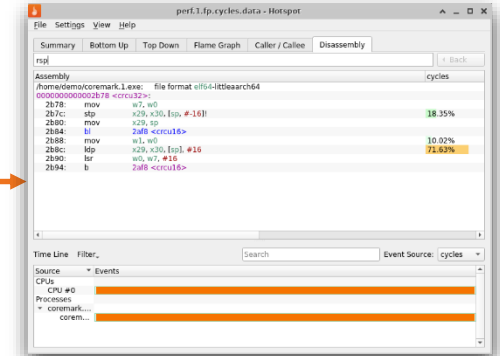 perf.1.fp.cycles.data - Hotspot
File Settings View Help
Summary Bottom Up Top Down Flame Graph Caller / Callee Disassembly
rsp
< Back
Assembly cycles
/home/demo/coremark.1.exe: file format elf64-littleaarch64
0000000000002b78 <crcu32>:
2b78: mov w7, w0
2b7c: stp x29, x30, [sp, #-16]! 18.35%
2b80: mov x29, sp
2b84: bl 2af8 <crcu16>
2b88: mov w1, w0 10.02%
2b8c: ldp x29, x30, [sp], #16 71.63%
2b90: lsr w0, w7, #16
2b94: b 2af8 <crcu16>
Time Line Filter Search Event Source: cycles
Source Events
CPUs
CPU #0
Processes
coremark....
corem...